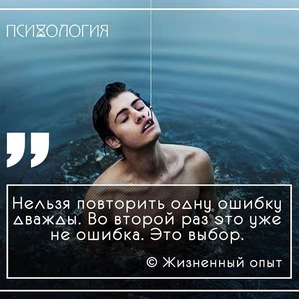 ПСИХОЛОГИЯ
”
Нельзя повторить одну ошибку
дважды. Во второй раз это уже
не ошибка. Это выбор.
© Жизненный опыт